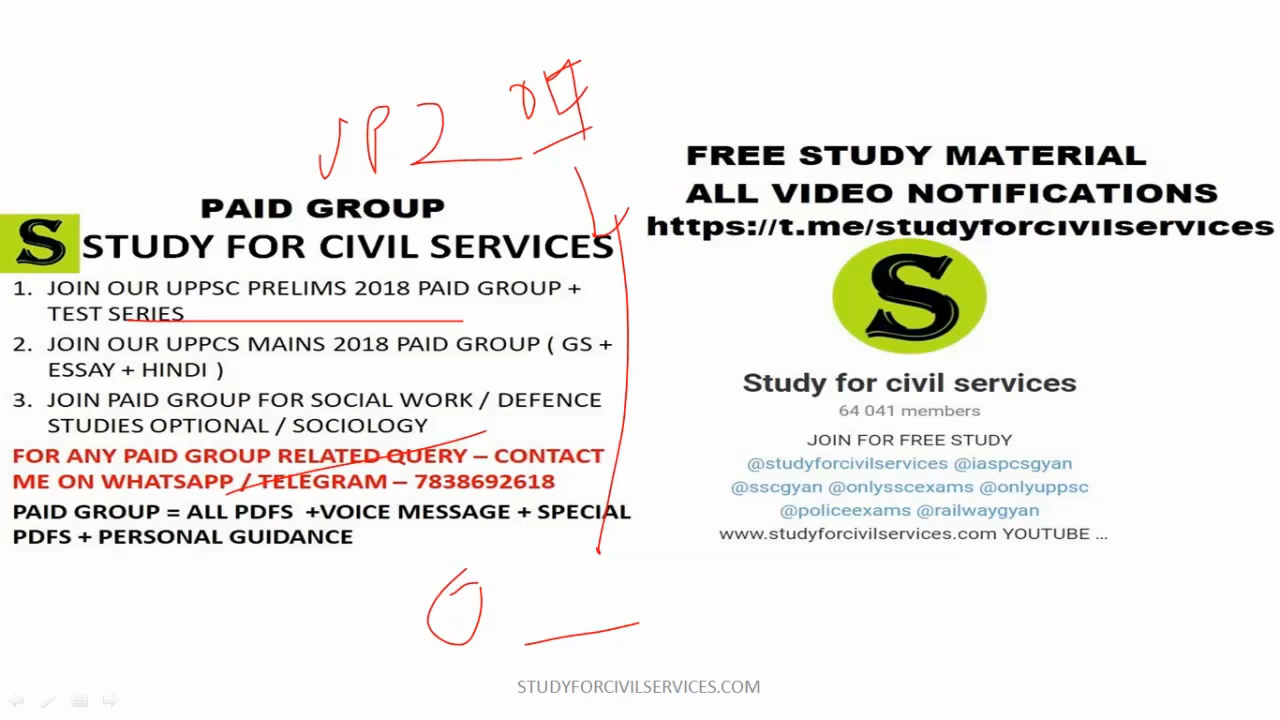 PAID GROUP
S STUDY FOR CIVIL SERVICES
1. JOIN OUR UPPSC PRELIMS 2018 PAID GROUP +
TEST SERIES
2. JOIN OUR UPPCS MAINS 2018 PAID GROUP ( GS +
ESSAY + HINDI )
3. JOIN PAID GROUP FOR SOCIAL WORK / DEFENCE
STUDIES OPTIONAL / SOCIOLOGY
FOR ANY PAID GROUP RELATED QUERY – CONTACT
ME ON WHATSAPP / TELEGRAM – 7838692618
PAID GROUP = ALL PDFS +VOICE MESSAGE + SPECIAL
PDFS + PERSONAL GUIDANCE
FREE STUDY MATERIAL
ALL VIDEO NOTIFICATIONS
https://t.me/studyforcivilservices
S
Study for civil services
64 041 members
JOIN FOR FREE STUDY
@studyforcivilservices @iaspcsgyan
@sscgyan @onlysscexams @onlyuppsc
@policeexams @railwaygyan
www.studyforcivilservices.com YOUTUBE ...
STUDYFORCIVILSERVICES.COM